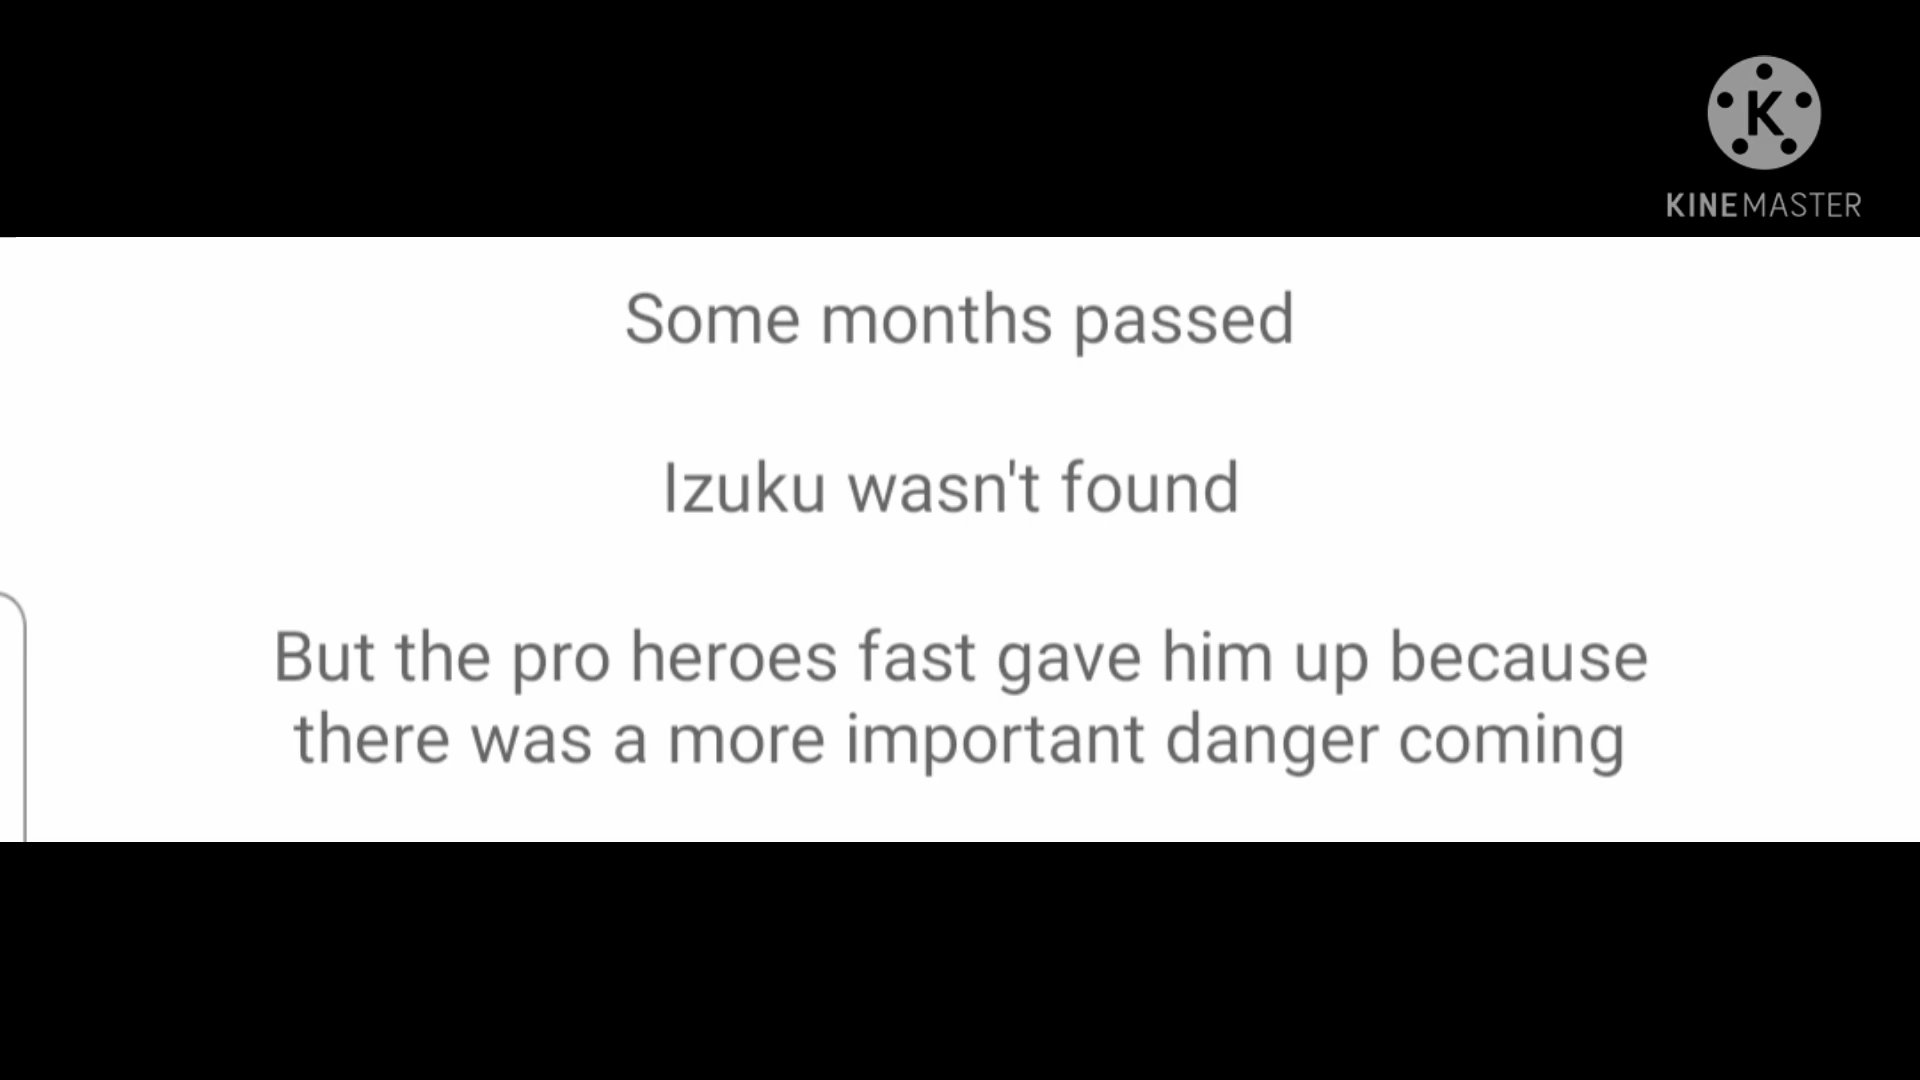 K
KINEMASTER
Some months passed
Izuku wasn't found
But the pro heroes fast gave him up because
there was a more important danger coming